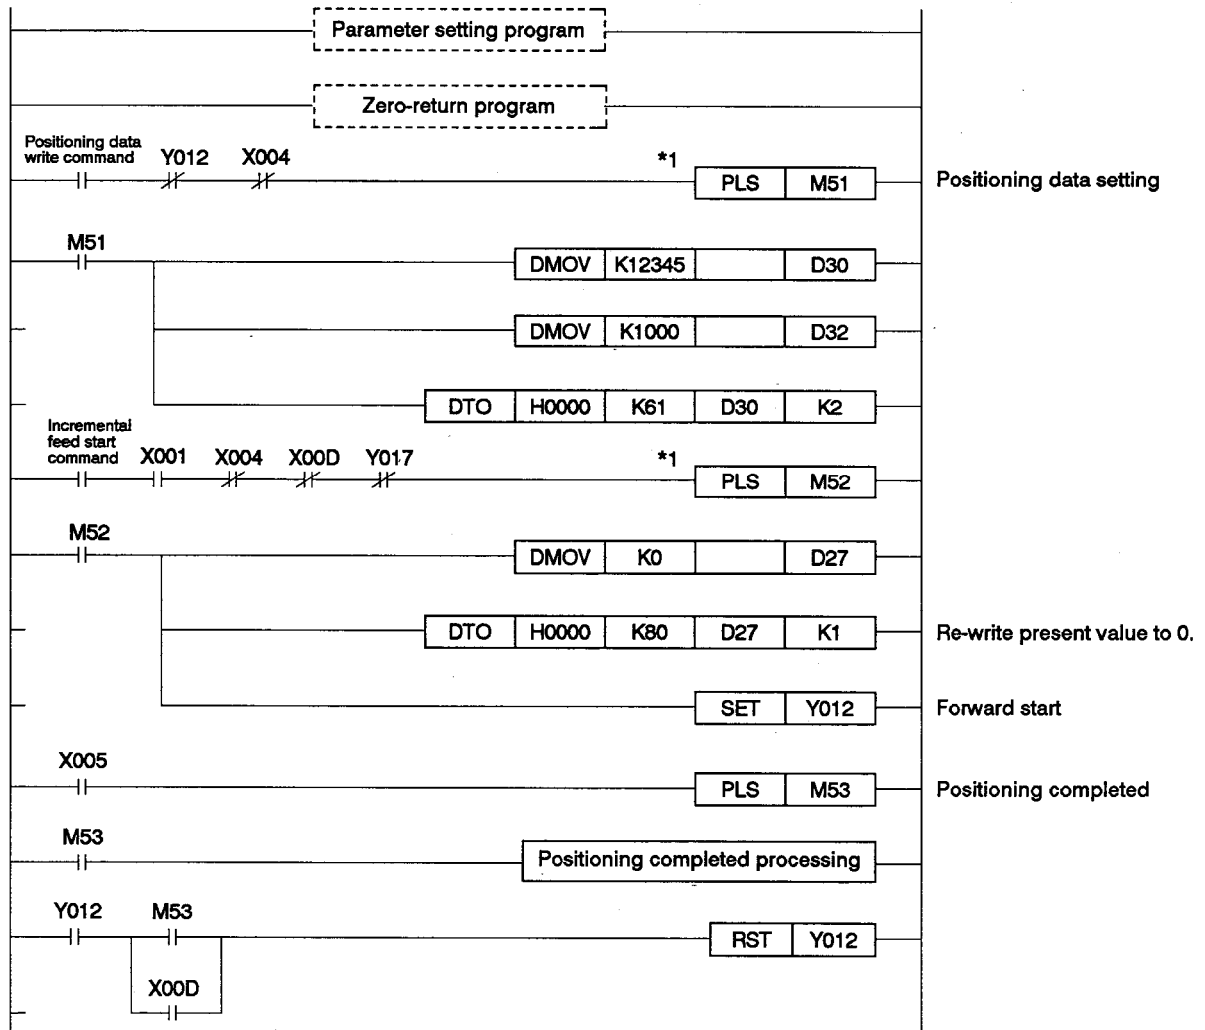 Parameter setting program
Zero-return program
Positioning data
write command
Y012 X004 *1
PLS M51 Positioning data setting
M51
DMOV K12345 D30
DMOV K1000 D32
DTO H0000 K61 D30 K2
Incremental
feed start
command X001 X004 X00D Y017 *1
PLS M52
M52
DMOV K0 D27
DTO H0000 K80 D27 K1 Re-write present value to 0.
SET Y012 Forward start
X005
PLS M53 Positioning completed
M53
Positioning completed processing
Y012 M53
RST Y012
X00D